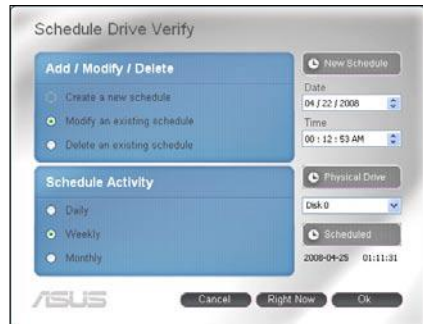 Schedule Drive Verify
Add / Modify / Delete
Create a new schedule
Modify an existing schedule
Delete an existing schedule
New Schedule
Date
04 / 22 / 2008
Time
00 : 12 : 53 AM
Schedule Activity
Daily
Weekly
Monthly
Physical Drive
Disk 0
Scheduled
2008-04-25 01:11:31
ASUS
Cancel
Right Now
Ok